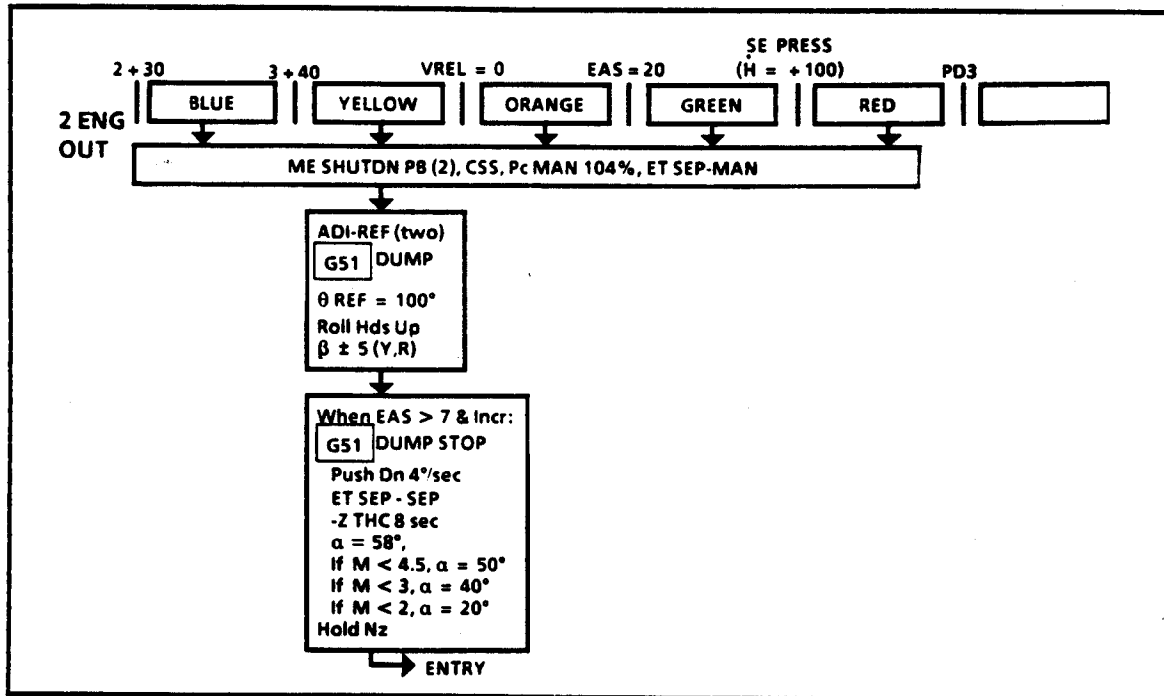 SE PRESS
2 + 30 3 + 40 VREL = 0 EAS = 20 (Ḣ = + 100) PD3
BLUE YELLOW ORANGE GREEN RED
2 ENG
OUT
ME SHUTDN PB (2), CSS, Pc MAN 104%, ET SEP-MAN
ADI-REF (two)
G51 DUMP
θ REF = 100°
Roll Hds Up
β ± 5 (Y,R)
When EAS > 7 & Incr:
G51 DUMP STOP
Push Dn 4°/sec
ET SEP - SEP
-Z THC 8 sec
α = 58°,
If M < 4.5, α = 50°
If M < 3, α = 40°
If M < 2, α = 20°
Hold Nz
ENTRY